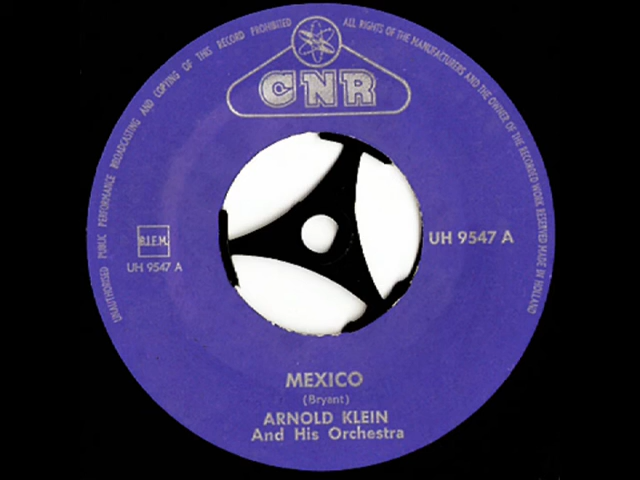 UNAUTHORISED PUBLIC PERFORMANCE BROADCASTING AND COPYING OF THIS RECORD PROHIBITED
ALL RIGHTS OF THE MANUFACTURERS AND THE OWNER OF THE RECORDED WORK RESERVED MADE IN HOLLAND
CNR
B.I.E.M.
UH 9547 A
UH 9547 A
MEXICO
(Bryant)
ARNOLD KLEIN
And His Orchestra